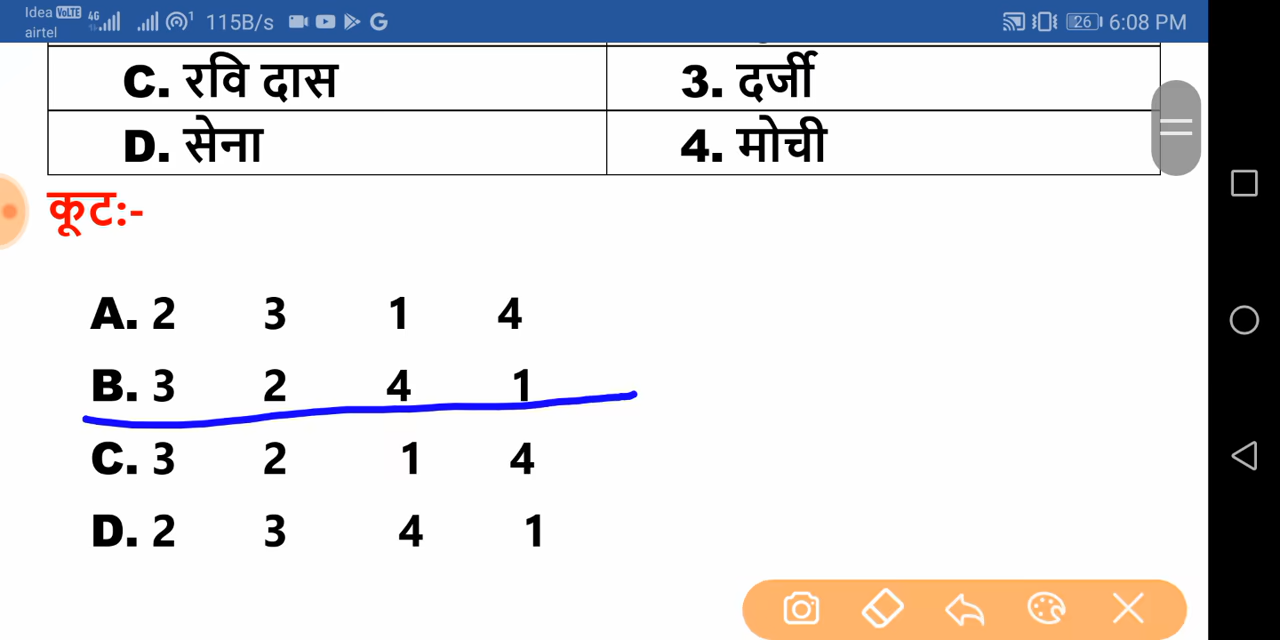 Idea VoLTE 4G 115B/s 26 6:08 PM
airtel
C. रवि दास 3. दर्जी
D. सेना 4. मोची
कूटः-
A. 2 3 1 4
B. 3 2 4 1
C. 3 2 1 4
D. 2 3 4 1